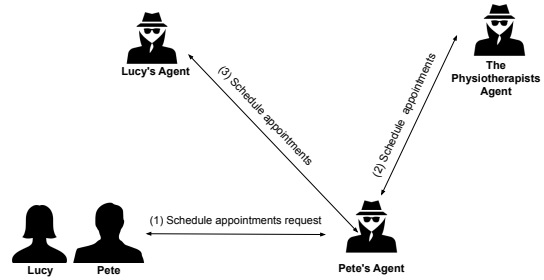 Lucy's Agent
The
Physiotherapists
Agent
(3) Schedule appointments
(2) Schedule appointments
(1) Schedule appointments request
Lucy
Pete
Pete's Agent